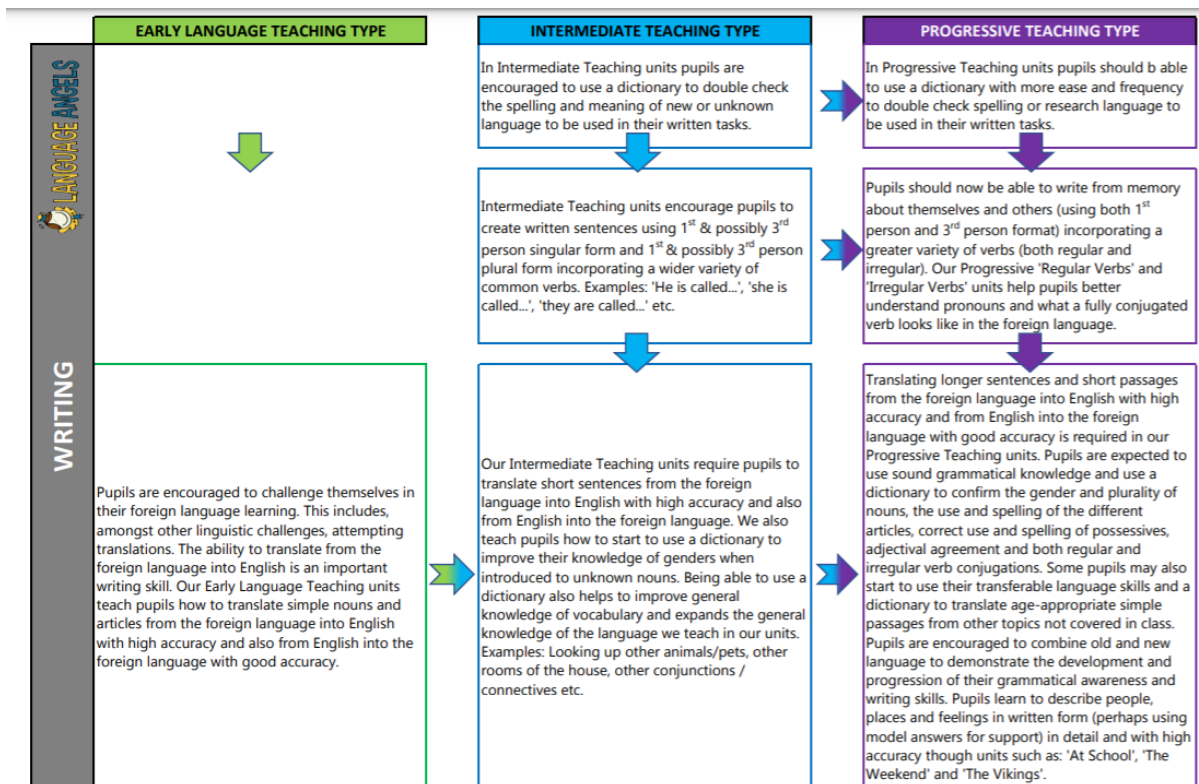 EARLY LANGUAGE TEACHING TYPE
INTERMEDIATE TEACHING TYPE
PROGRESSIVE TEACHING TYPE
LANGUAGE ANGELS
WRITING
In Intermediate Teaching units pupils are
encouraged to use a dictionary to double check
the spelling and meaning of new or unknown
language to be used in their written tasks.
In Progressive Teaching units pupils should b able
to use a dictionary with more ease and frequency
to double check spelling or research language to
be used in their written tasks.
Intermediate Teaching units encourage pupils to
create written sentences using 1st & possibly 3rd
person singular form and 1st & possibly 3rd person
plural form incorporating a wider variety of
common verbs. Examples: 'He is called...', 'she is
called...', 'they are called...' etc.
Pupils should now be able to write from memory
about themselves and others (using both 1st
person and 3rd person format) incorporating a
greater variety of verbs (both regular and
irregular). Our Progressive 'Regular Verbs' and
'Irregular Verbs' units help pupils better
understand pronouns and what a fully conjugated
verb looks like in the foreign language.
Pupils are encouraged to challenge themselves in
their foreign language learning. This includes,
amongst other linguistic challenges, attempting
translations. The ability to translate from the
foreign language into English is an important
writing skill. Our Early Language Teaching units
teach pupils how to translate simple nouns and
articles from the foreign language into English
with high accuracy and also from English into the
foreign language with good accuracy.
Our Intermediate Teaching units require pupils to
translate short sentences from the foreign
language into English with high accuracy and also
from English into the foreign language. We also
teach pupils how to start to use a dictionary to
improve their knowledge of genders when
introduced to unknown nouns. Being able to use a
dictionary also helps to improve general
knowledge of vocabulary and expands the general
knowledge of the language we teach in our units.
Examples: Looking up other animals/pets, other
rooms of the house, other conjunctions /
connectives etc.
Translating longer sentences and short passages
from the foreign language into English with high
accuracy and from English into the foreign
language with good accuracy is required in our
Progressive Teaching units. Pupils are expected to
use sound grammatical knowledge and use a
dictionary to confirm the gender and plurality of
nouns, the use and spelling of the different
articles, correct use and spelling of possessives,
adjectival agreement and both regular and
irregular verb conjugations. Some pupils may also
start to use their transferable language skills and a
dictionary to translate age-appropriate simple
passages from other topics not covered in class.
Pupils are encouraged to combine old and new
language to demonstrate the development and
progression of their grammatical awareness and
writing skills. Pupils learn to describe people,
places and feelings in written form (perhaps using
model answers for support) in detail and with high
accuracy though units such as: 'At School', 'The
Weekend' and 'The Vikings'.